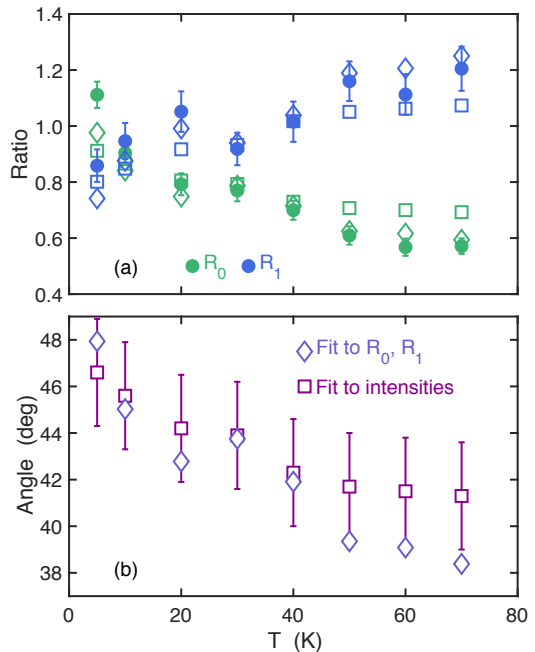 1.4
1.2
1.0
0.8
0.6
0.4
Ratio
(a)
R0
R1
48
46
44
42
40
38
Angle (deg)
Fit to R0, R1
Fit to intensities
(b)
0
20
40
60
80
T (K)